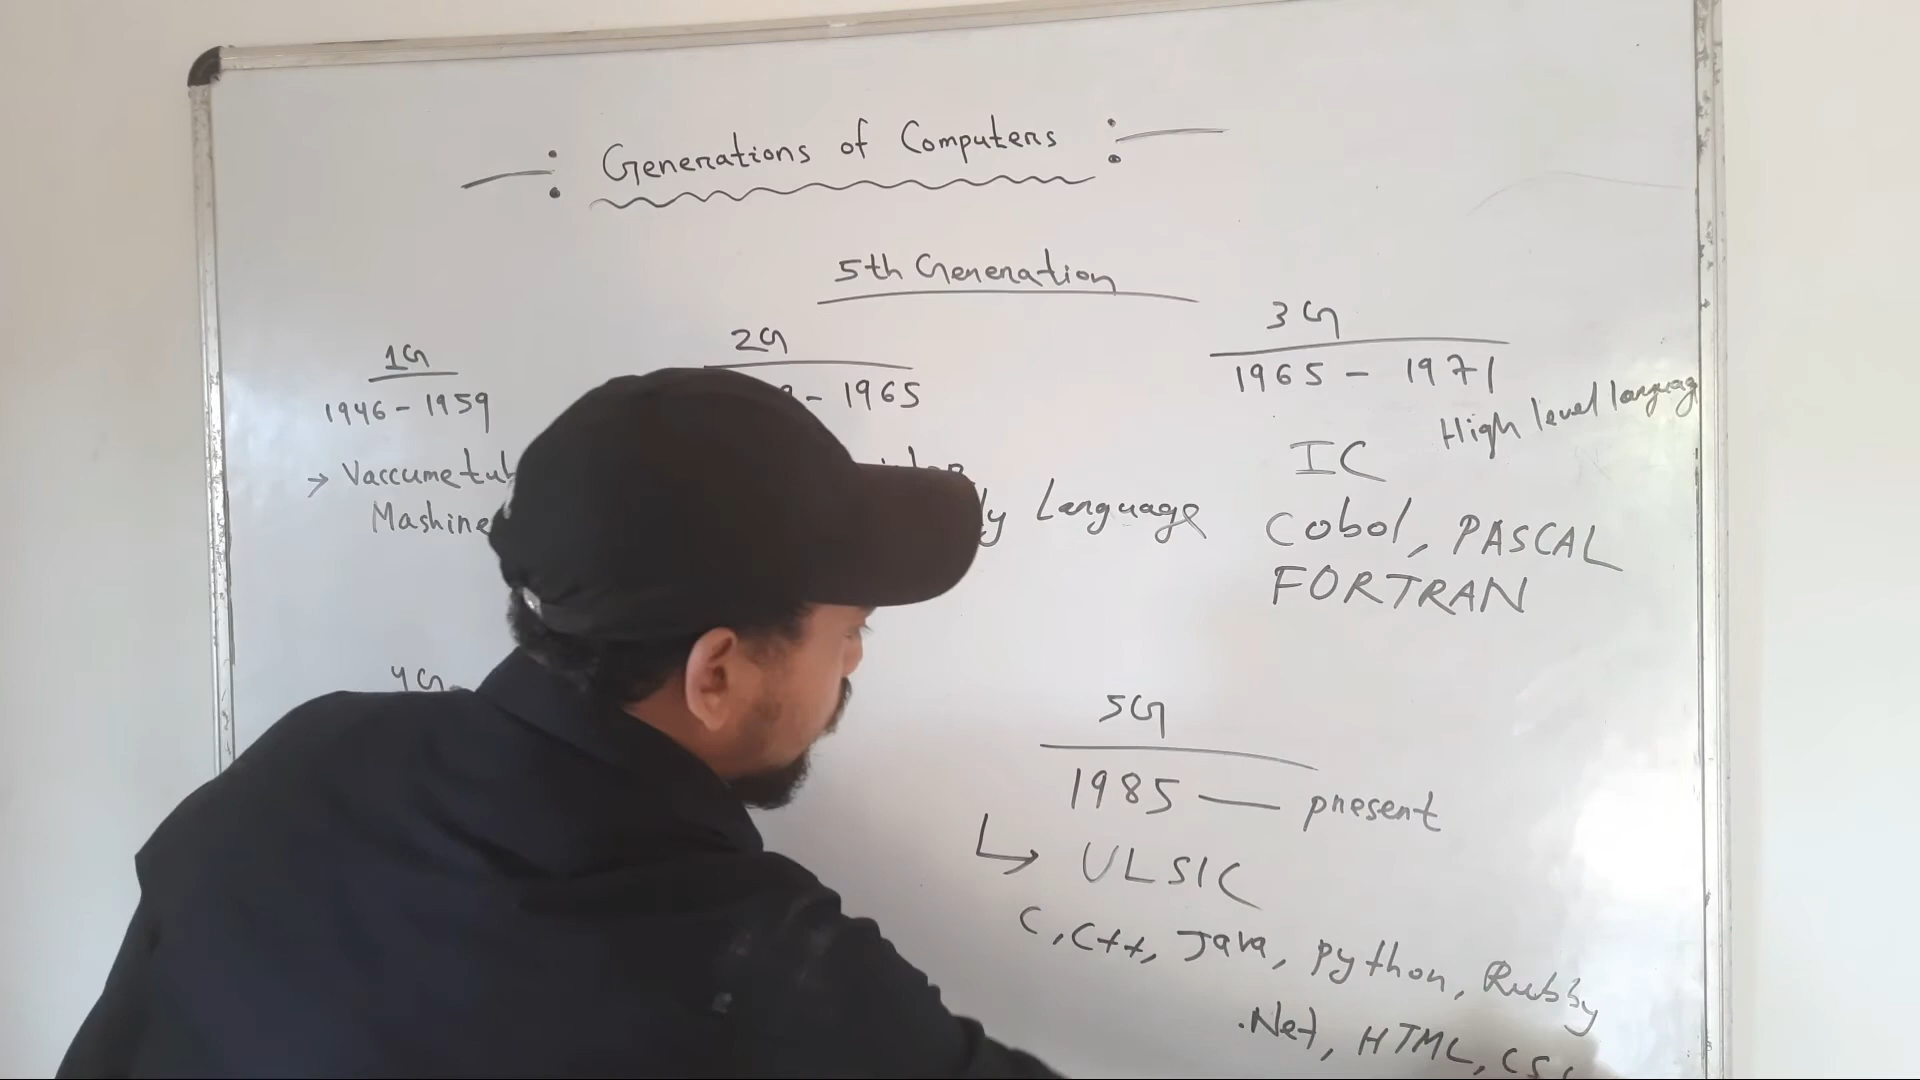 —: Generations of Computers :—
5th Generation
1G
1946 - 1959
→ Vaccume
Mashine
2G
- 1965
Language
3G
1965 - 1971
High level languag
IC
Cobol, PASCAL
FORTRAN
4G
5G
1985 — present
↳ ULSIC
C, C++, Java, python, Rubby
.Net, HTML,